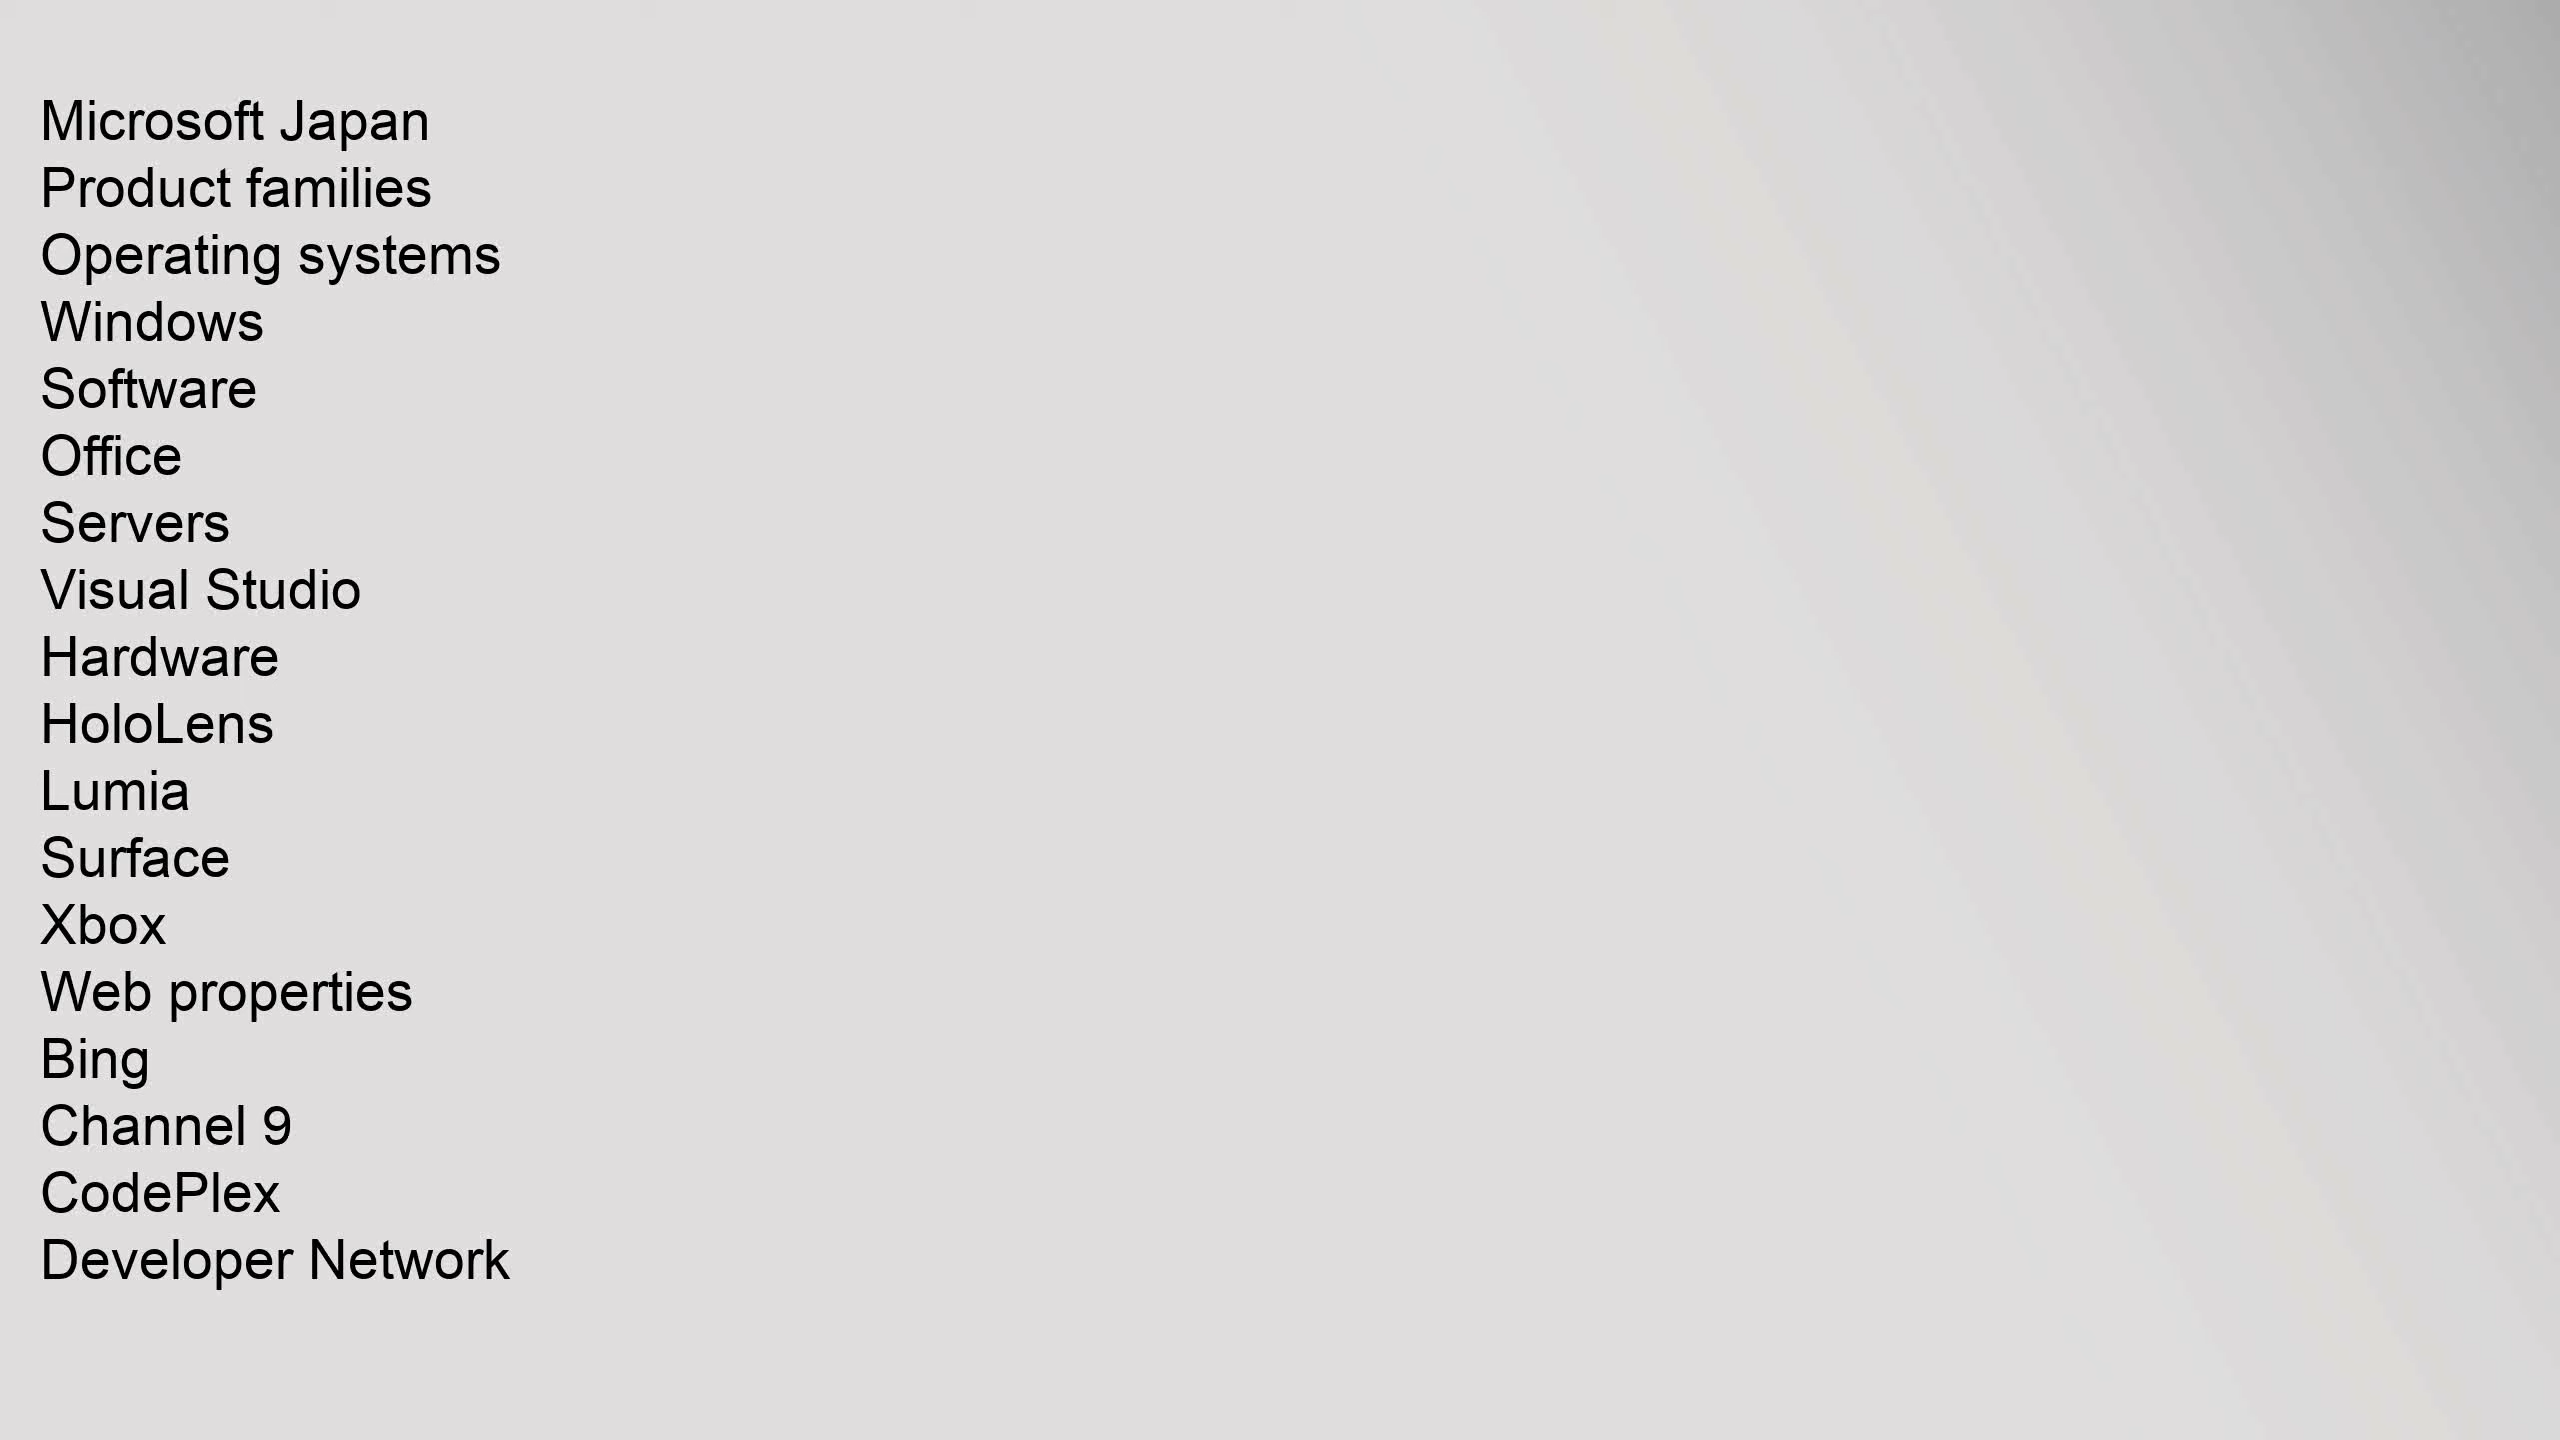 Microsoft Japan
Product families
Operating systems
Windows
Software
Office
Servers
Visual Studio
Hardware
HoloLens
Lumia
Surface
Xbox
Web properties
Bing
Channel 9
CodePlex
Developer Network